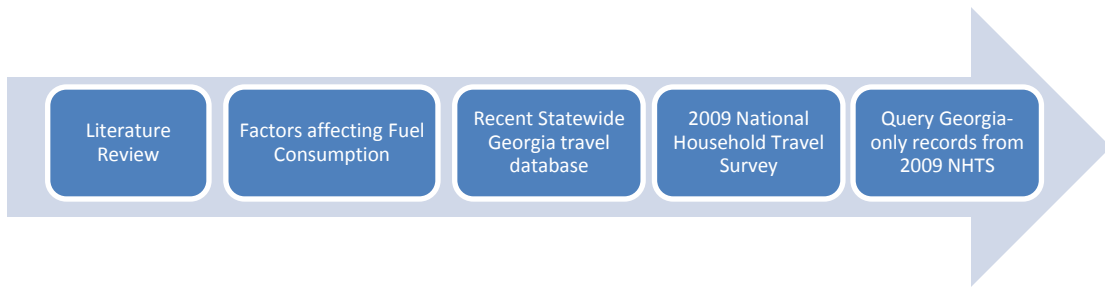 Literature
Review
Factors affecting Fuel
Consumption
Recent Statewide
Georgia travel
database
2009 National
Household Travel
Survey
Query Georgia-
only records from
2009 NHTS